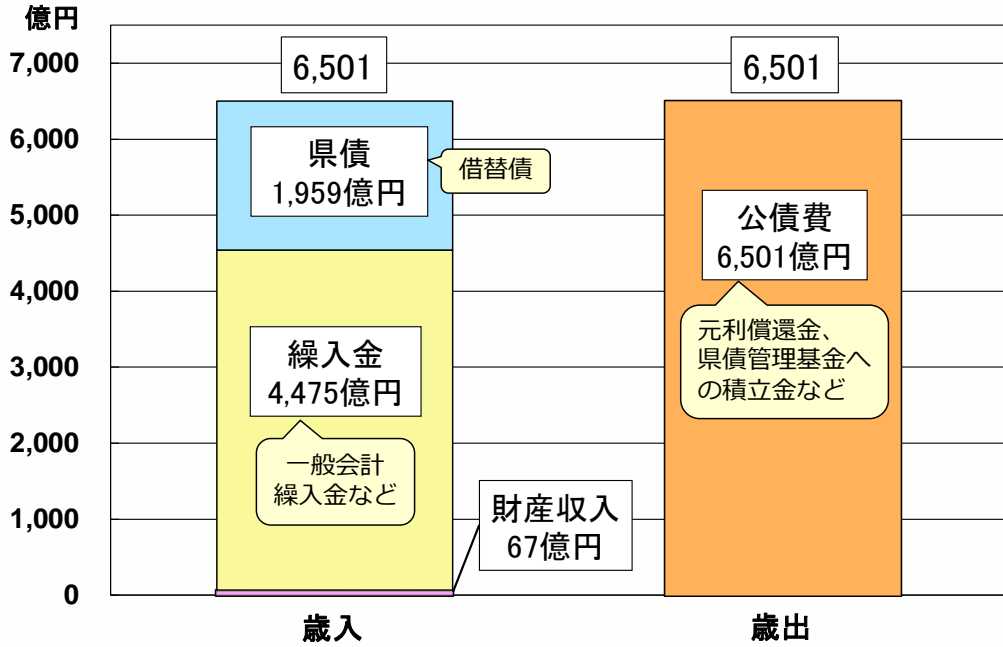 億円
7,000
6,000
5,000
4,000
3,000
2,000
1,000
0
6,501
県債
1,959億円
借替債
繰入金
4,475億円
一般会計
繰入金など
財産収入
67億円
歳入
6,501
公債費
6,501億円
元利償還金、
県債管理基金へ
の積立金など
歳出